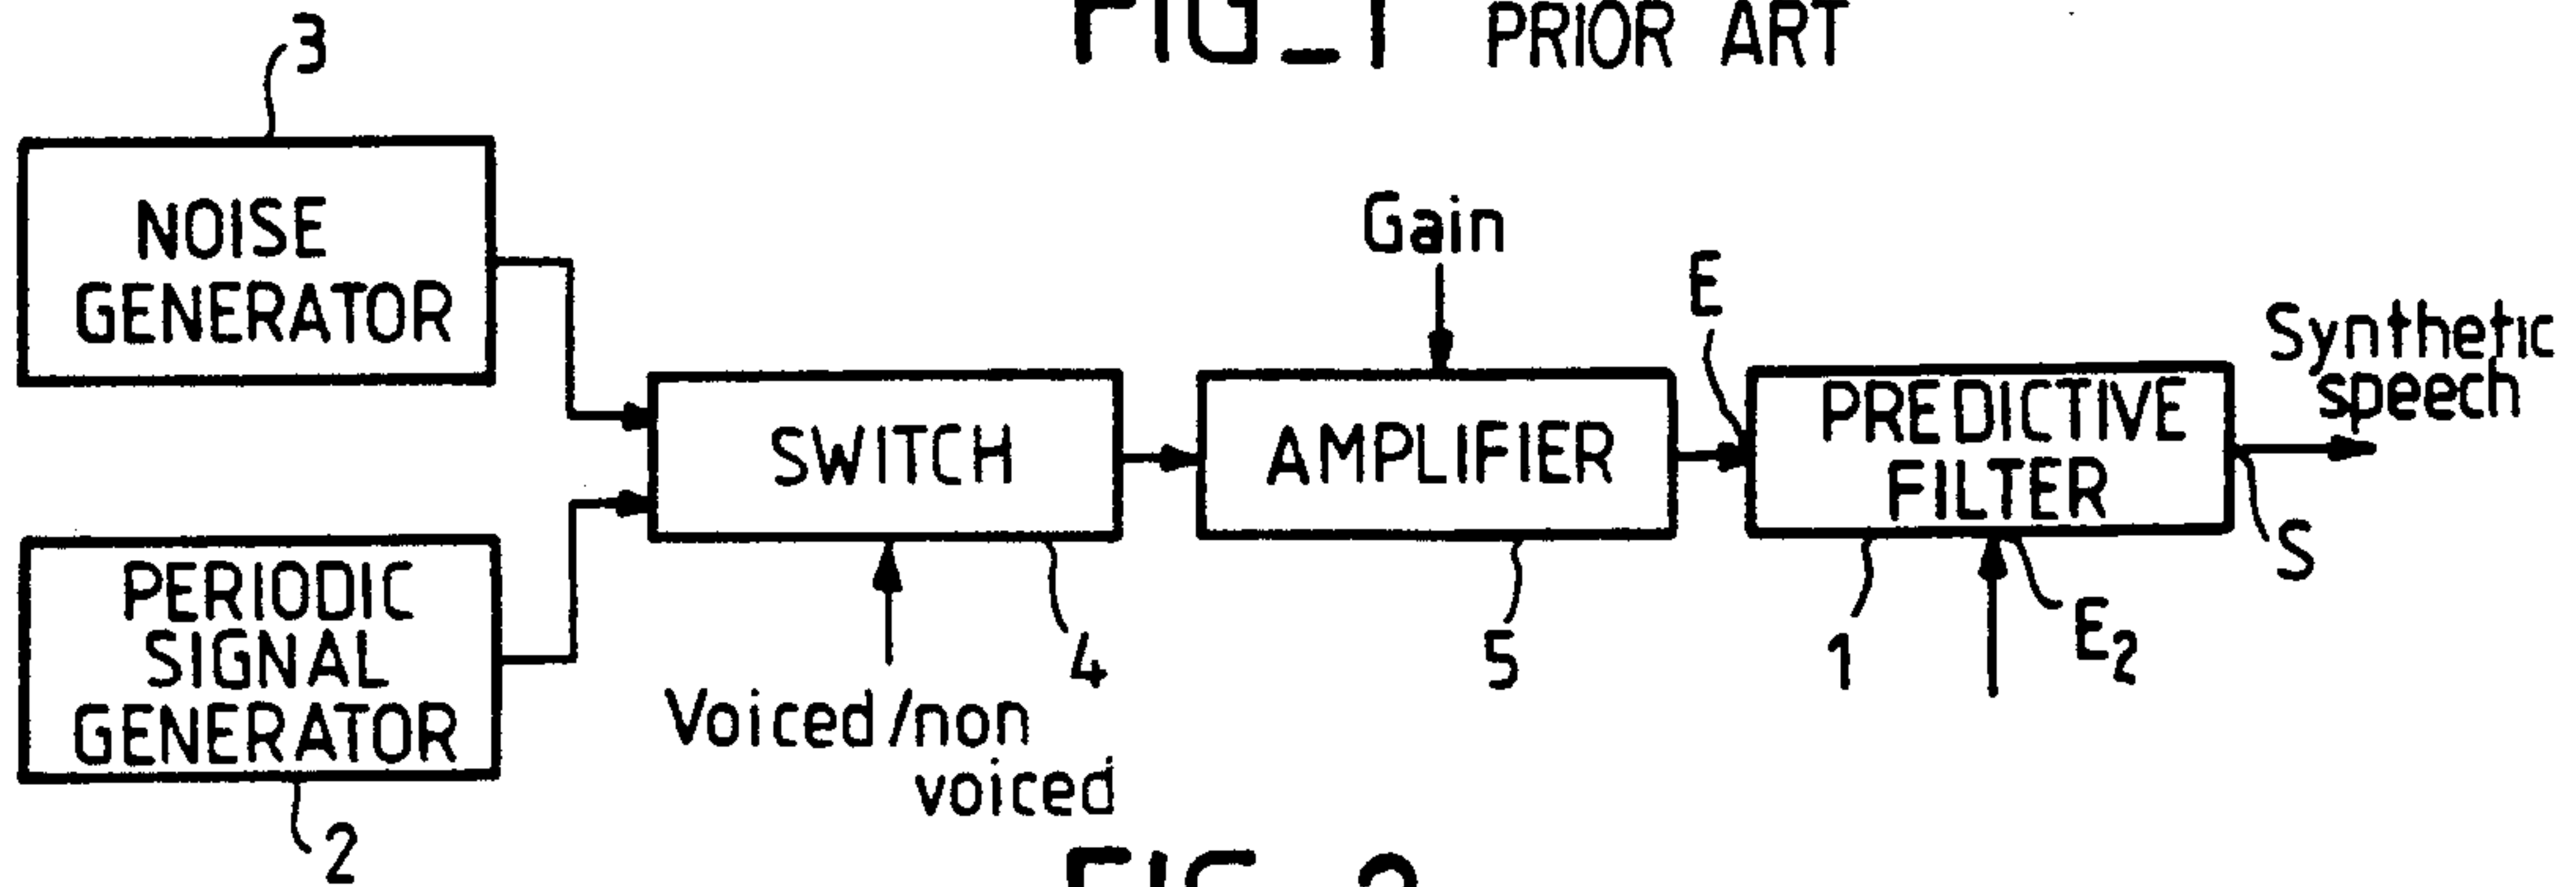 FIG_1 PRIOR ART
3
NOISE
GENERATOR
Gain
E
Synthetic
speech
SWITCH
AMPLIFIER
PREDICTIVE
FILTER
S
PERIODIC
SIGNAL
GENERATOR
Voiced/non
voiced
4
5
1
E2
2
FIG_2